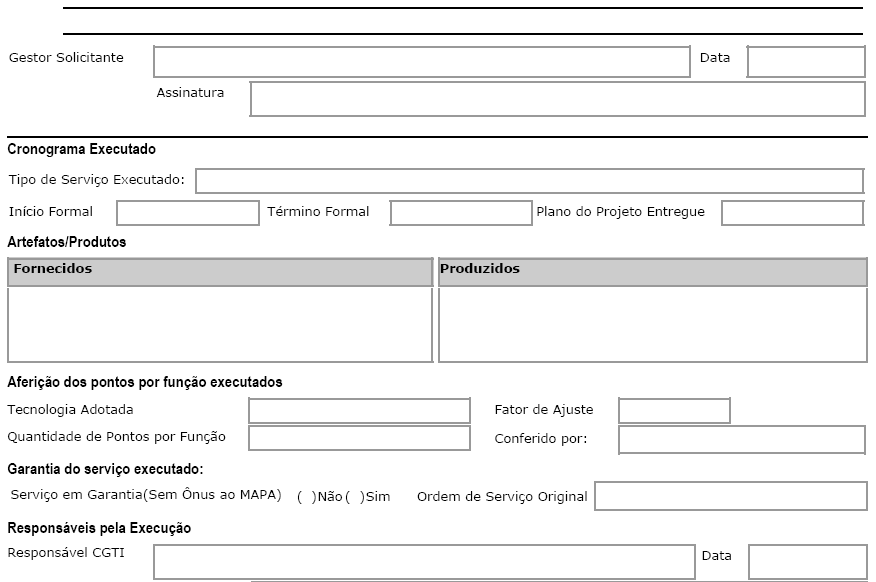 Gestor Solicitante Data
Assinatura
Cronograma Executado
Tipo de Serviço Executado:
Início Formal Término Formal Plano do Projeto Entregue
Artefatos/Produtos
Fornecidos Produzidos
Aferição dos pontos por função executados
Tecnologia Adotada Fator de Ajuste
Quantidade de Pontos por Função Conferido por:
Garantia do serviço executado:
Serviço em Garantia(Sem Ônus ao MAPA) ( )Não ( )Sim Ordem de Serviço Original
Responsáveis pela Execução
Responsável CGTI Data